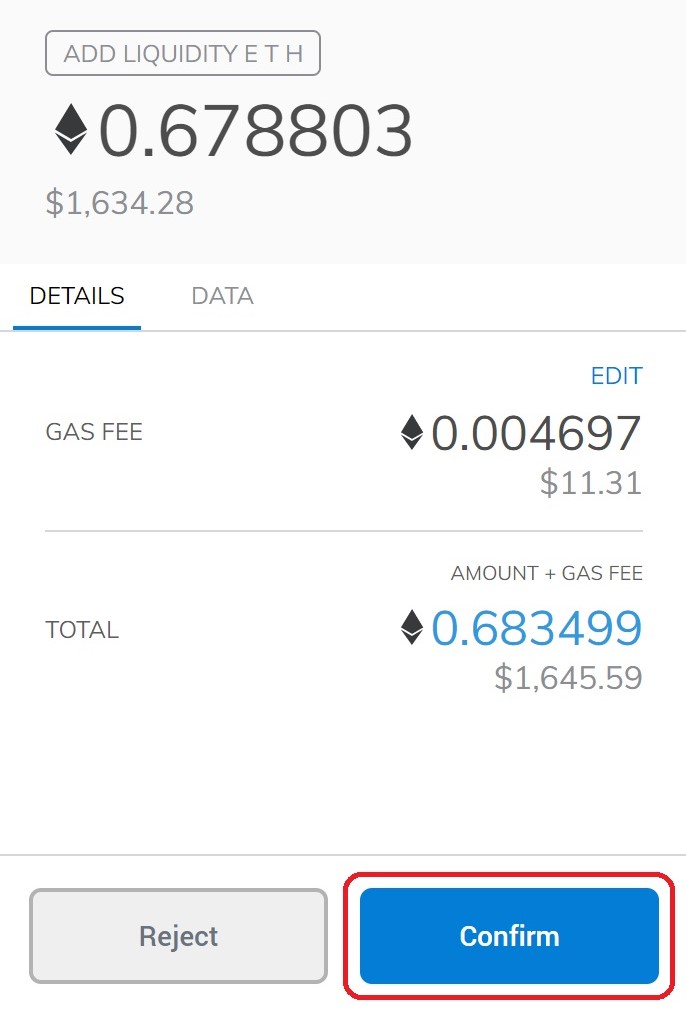 ADD LIQUIDITY E T H
0.678803
$1,634.28
DETAILS DATA
EDIT
GAS FEE 0.004697
$11.31
AMOUNT + GAS FEE
TOTAL 0.683499
$1,645.59
Reject Confirm